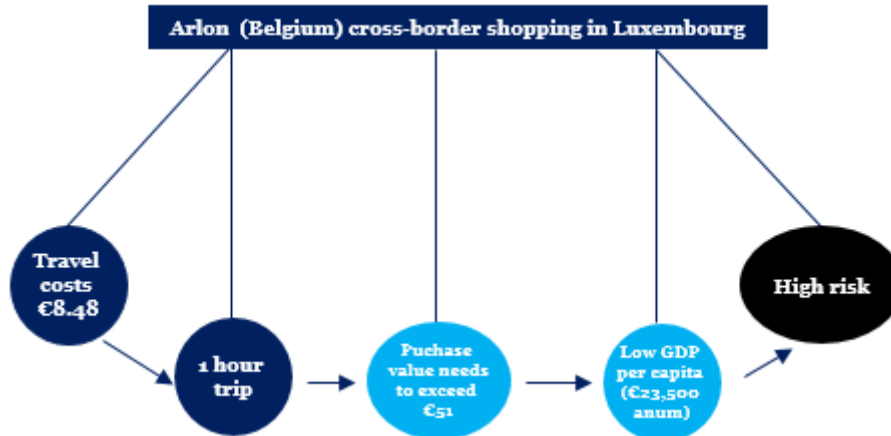 Arlon (Belgium) cross-border shopping in Luxembourg
Travel
costs
€8.48
1 hour
trip
Puchase
value needs
to exceed
€51
Low GDP
per capita
(€23,500
anum)
High risk